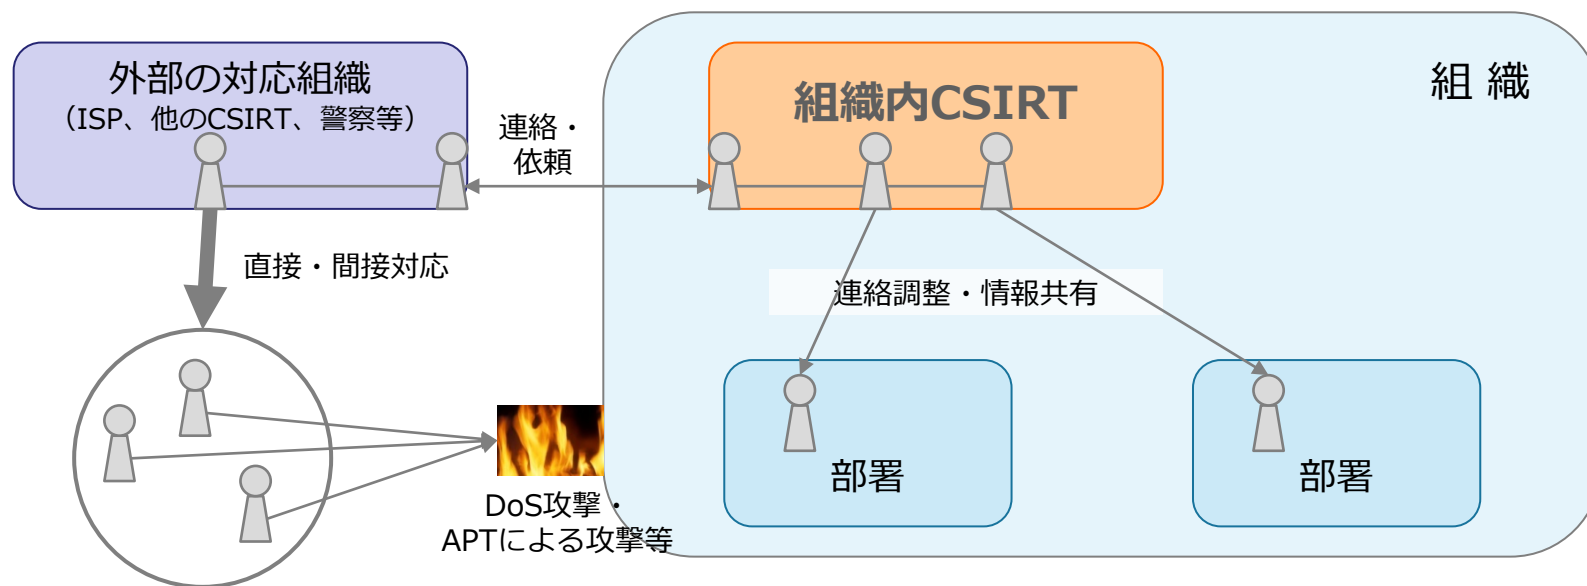 外部の対応組織
（ISP、他のCSIRT、警察等）
連絡・
依頼
組織内CSIRT
組 織
直接・間接対応
連絡調整・情報共有
部署
部署
DoS攻撃・
APTによる攻撃等